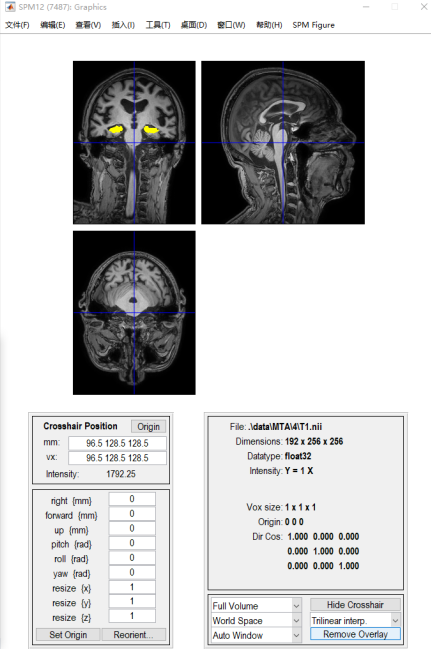 SPM12 (7487): Graphics
文件(F) 编辑(E) 查看(V) 插入(I) 工具(T) 桌面(D) 窗口(W) 帮助(H) SPM Figure
Crosshair Position Origin
mm: 96.5 128.5 128.5
vx: 96.5 128.5 128.5
Intensity: 1792.25
right {mm} 0
forward {mm} 0
up {mm} 0
pitch {rad} 0
roll {rad} 0
yaw {rad} 0
resize {x} 1
resize {y} 1
resize {z} 1
Set Origin Reorient...
File: .\data\MTA\4\T1.nii
Dimensions: 192 x 256 x 256
Datatype: float32
Intensity: Y = 1 X
Vox size: 1 x 1 x 1
Origin: 0 0 0
Dir Cos: 1.000 0.000 0.000
0.000 1.000 0.000
0.000 0.000 1.000
Full Volume Hide Crosshair
World Space Trilinear interp.
Auto Window Remove Overlay